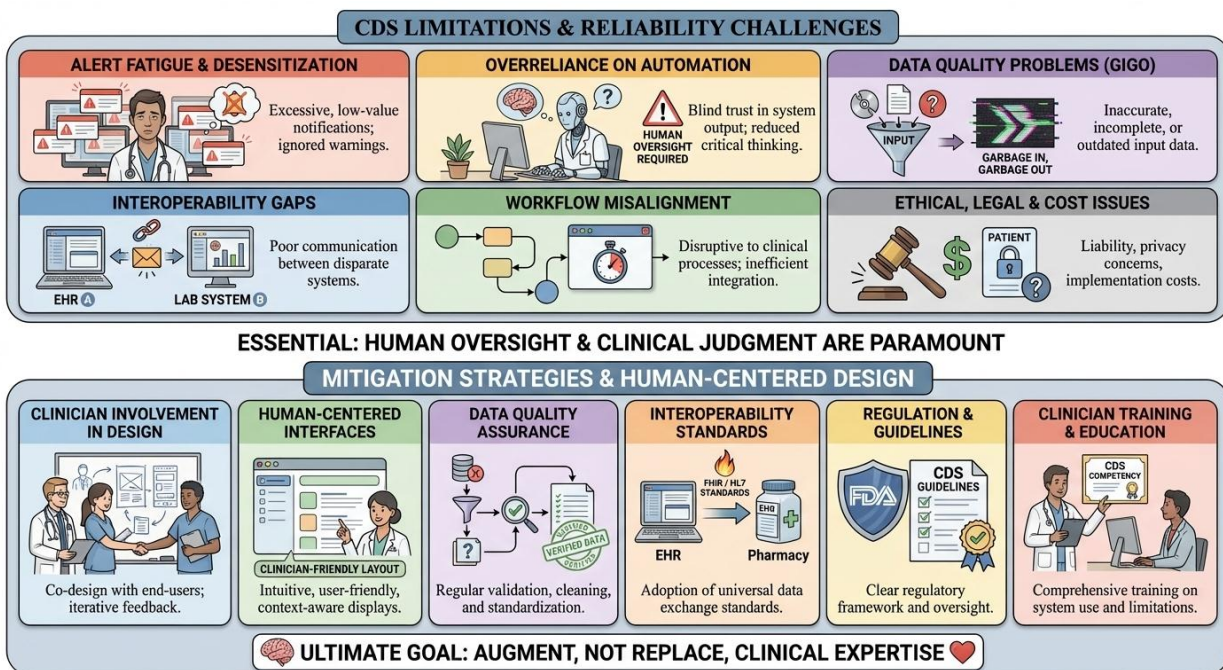 CDS LIMITATIONS & RELIABILITY CHALLENGES
ALERT FATIGUE & DESENSITIZATION
Excessive, low-value
notifications;
ignored warnings.
OVERRELIANCE ON AUTOMATION
?
HUMAN
OVERSIGHT
REQUIRED
Blind trust in system
output; reduced
critical thinking.
DATA QUALITY PROBLEMS (GIGO)
?
INPUT
GARBAGE IN,
GARBAGE OUT
Inaccurate,
incomplete, or
outdated input data.
INTEROPERABILITY GAPS
EHR A
LAB SYSTEM B
Poor communication
between disparate
systems.
WORKFLOW MISALIGNMENT
Disruptive to clinical
processes; inefficient
integration.
ETHICAL, LEGAL & COST ISSUES
$
PATIENT
?
Liability, privacy
concerns,
implementation costs.
ESSENTIAL: HUMAN OVERSIGHT & CLINICAL JUDGMENT ARE PARAMOUNT
MITIGATION STRATEGIES & HUMAN-CENTERED DESIGN
CLINICIAN INVOLVEMENT
IN DESIGN
Co-design with end-users;
iterative feedback.
HUMAN-CENTERED
INTERFACES
CLINICIAN-FRIENDLY LAYOUT
Intuitive, user-friendly,
context-aware displays.
DATA QUALITY
ASSURANCE
?
VERIFIED DATA
Regular validation, cleaning,
and standardization.
INTEROPERABILITY
STANDARDS
FHIR / HL7
STANDARDS
EHR
Pharmacy
Adoption of universal data
exchange standards.
REGULATION &
GUIDELINES
FDA
CDS
GUIDELINES
Clear regulatory
framework and oversight.
CLINICIAN TRAINING
& EDUCATION
CDS
COMPETENCY
Comprehensive training on
system use and limitations.
ULTIMATE GOAL: AUGMENT, NOT REPLACE, CLINICAL EXPERTISE